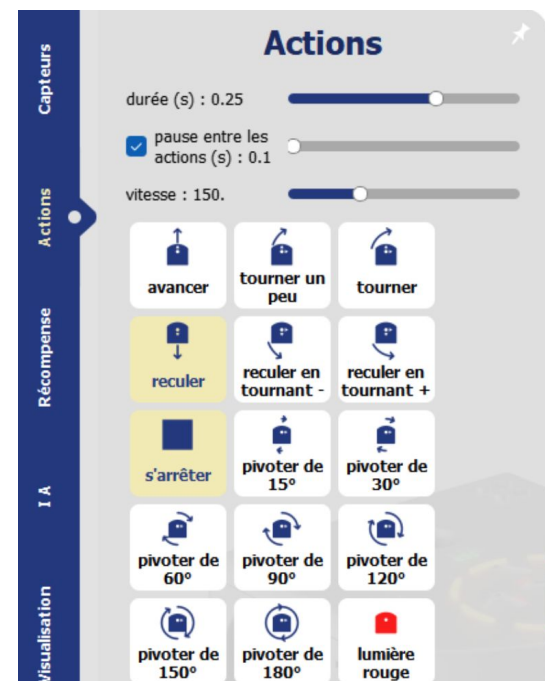 Actions
Capteurs
Actions
Récompense
I A
Visualisation
durée (s) : 0.25
pause entre les
actions (s) : 0.1
vitesse : 150.
avancer
tourner un
peu
tourner
reculer
reculer en
tournant -
reculer en
tournant +
s'arrêter
pivoter de
15°
pivoter de
30°
pivoter de
60°
pivoter de
90°
pivoter de
120°
pivoter de
150°
pivoter de
180°
lumière
rouge